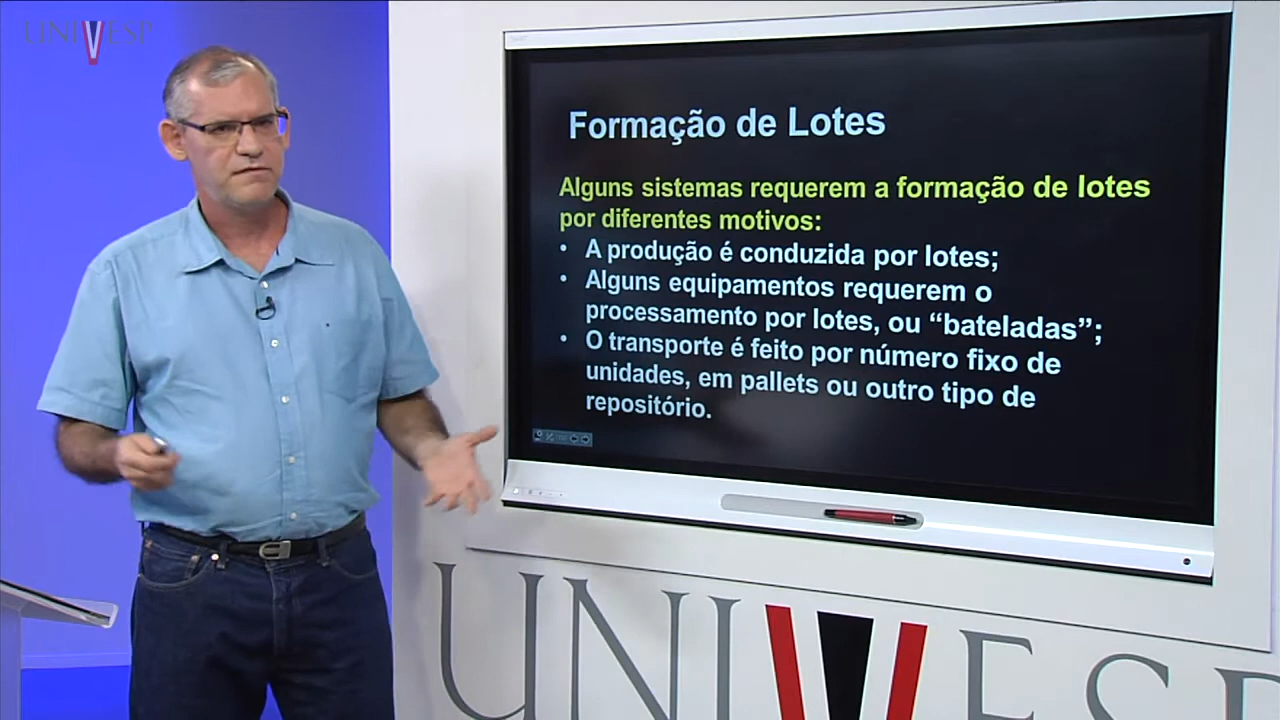 UNIVESP
Formação de Lotes
Alguns sistemas requerem a formação de lotes
por diferentes motivos:
• A produção é conduzida por lotes;
• Alguns equipamentos requerem o
processamento por lotes, ou “bateladas”;
• O transporte é feito por número fixo de
unidades, em pallets ou outro tipo de
repositório.
UNIVESP